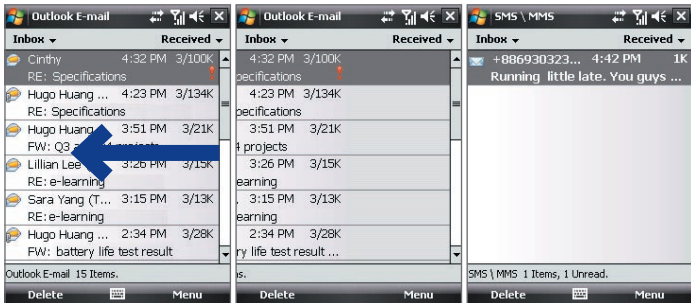 Outlook E-mail
Inbox Received
Cinthy 4:32 PM 3/100K
RE: Specifications
Hugo Huang ... 4:23 PM 3/134K
RE: Specifications
Hugo Huang 3:51 PM 3/21K
FW: Q3 projects
Lillian Lee 3:26 PM 3/15K
RE: e-learning
Sara Yang (T... 3:15 PM 3/13K
RE: e-learning
Hugo Huang ... 2:34 PM 3/28K
FW: battery life test result
Outlook E-mail 15 Items.
Delete Menu
Outlook E-mail
Inbox Received
4:32 PM 3/100K
pecifications
4:23 PM 3/134K
pecifications
3:51 PM 3/21K
4 projects
3:26 PM 3/15K
earning
. 3:15 PM 3/13K
earning
2:34 PM 3/28K
ry life test result ...
s.
Delete Menu
SMS \ MMS
Inbox Received
+886930323... 4:42 PM 1K
Running little late. You guys ...
SMS \ MMS 1 Items, 1 Unread.
Delete Menu